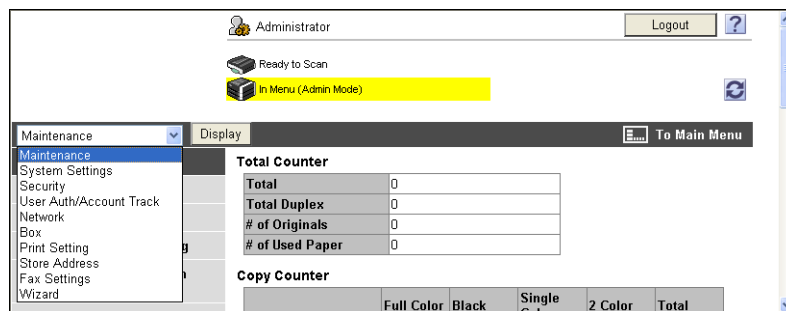 Administrator
Logout
?
Ready to Scan
In Menu (Admin Mode)
Maintenance
Display
To Main Menu
Maintenance
System Settings
Security
User Auth/Account Track
Network
Box
Print Setting
Store Address
Fax Settings
Wizard
g
Total Counter
Total 0
Total Duplex 0
# of Originals 0
# of Used Paper 0
Copy Counter
Full Color Black Single 2 Color Total